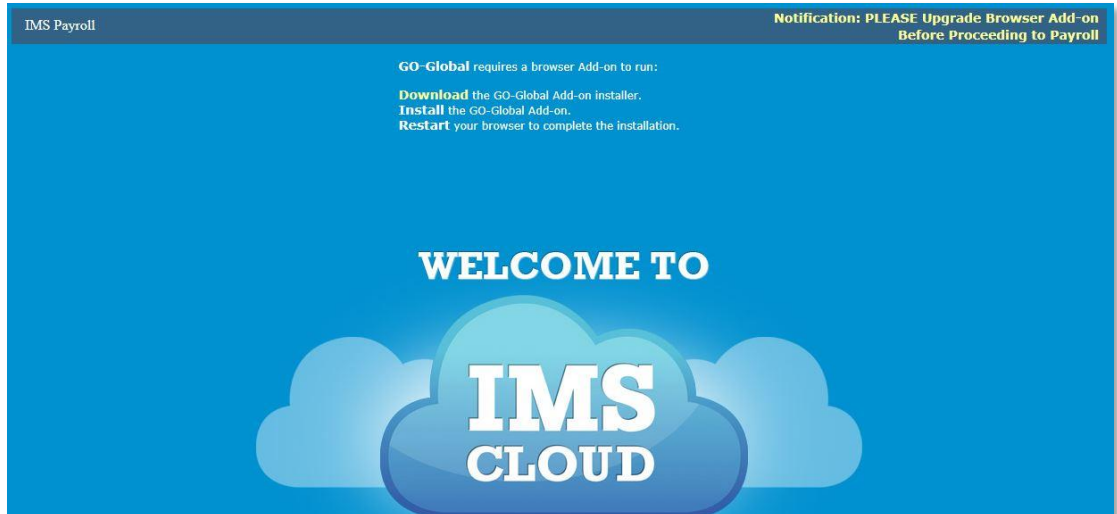 IMS Payroll
Notification: PLEASE Upgrade Browser Add-on
Before Proceeding to Payroll
GO-Global requires a browser Add-on to run:
Download the GO-Global Add-on installer.
Install the GO-Global Add-on.
Restart your browser to complete the installation.
WELCOME TO
IMS
CLOUD